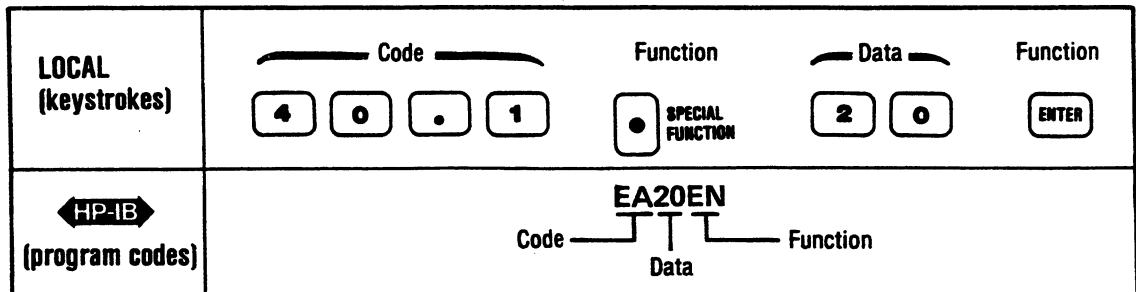 LOCAL
(keystrokes)
Code Function Data Function
4 0 . 1 SPECIAL FUNCTION 2 0 ENTER
HP-IB
(program codes)
EA20EN
Code Function
Data